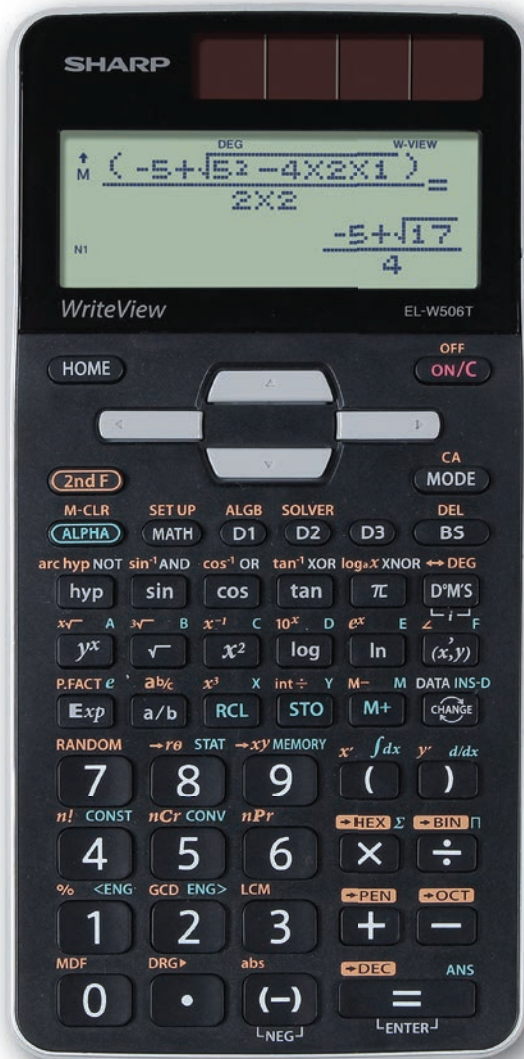 SHARP
DEG W-VIEW
M (-5+√5²-4×2×1)
2×2 =
N1 -5+√17
4
WriteView EL-W506T
OFF
HOME ON/C
CA
2nd F MODE
M-CLR SET UP ALGB SOLVER DEL
ALPHA MATH D1 D2 D3 BS
arc hyp NOT sin⁻¹ AND cos⁻¹ OR tan⁻¹ XOR logₐx XNOR ↔DEG
hyp sin cos tan π D°M'S
i
x√ A ³√ B x⁻¹ C 10ˣ D eˣ E ∠ F
yˣ √ x² log ln (x,y)
P.FACT e ab/c x³ X int÷ Y M− M DATA INS-D
Exp a/b RCL STO M+ CHANGE
RANDOM →rθ STAT →xy MEMORY x' ∫dx y' d/dx
7 8 9 ( )
n! CONST nCr CONV nPr →HEX Σ →BIN Π
4 5 6 × ÷
% <ENG GCD ENG> LCM →PEN →OCT
1 2 3 + −
MDF DRG▸ abs →DEC ANS
0 • (−) =
NEG ENTER